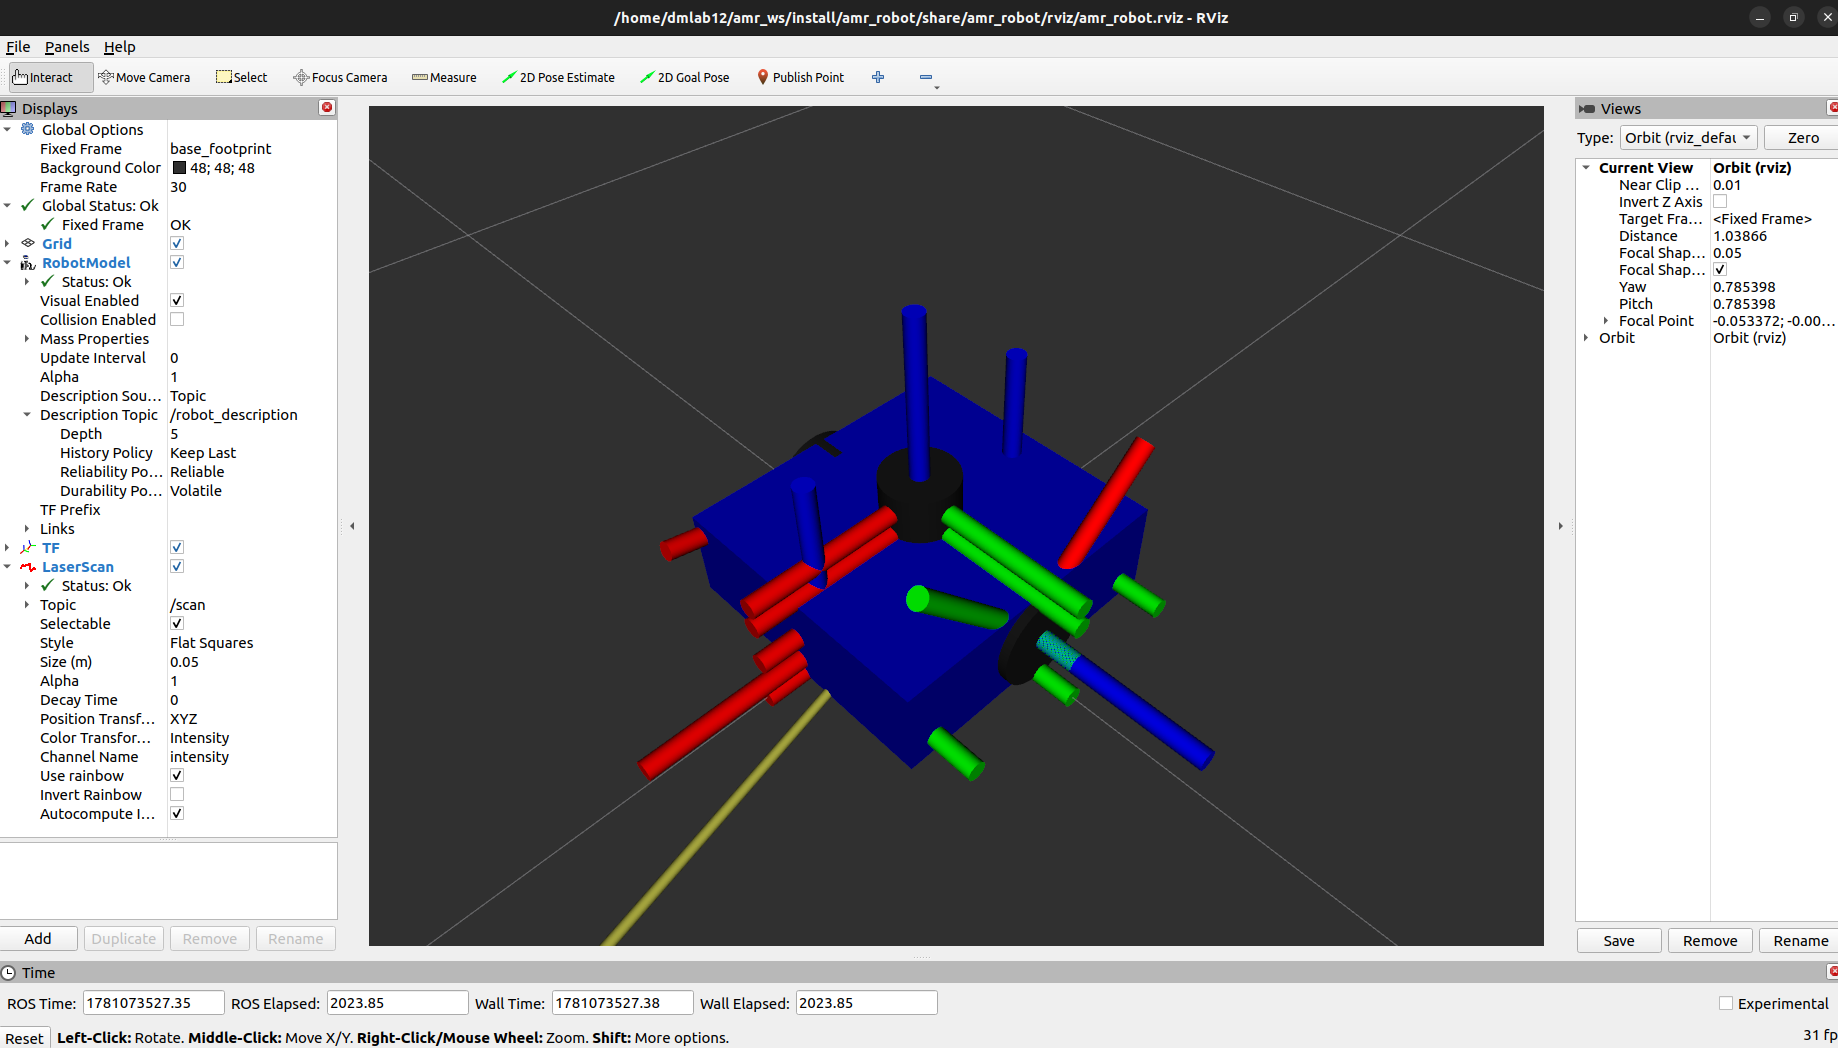 /home/dmlab12/amr_ws/install/amr_robot/share/amr_robot/rviz/amr_robot.rviz - RViz
File Panels Help
Interact Move Camera Select Focus Camera Measure 2D Pose Estimate 2D Goal Pose Publish Point
Displays
Global Options
Fixed Frame base_footprint
Background Color 48; 48; 48
Frame Rate 30
Global Status: Ok
Fixed Frame OK
Grid
RobotModel
Status: Ok
Visual Enabled
Collision Enabled
Mass Properties
Update Interval 0
Alpha 1
Description Sou... Topic
Description Topic /robot_description
Depth 5
History Policy Keep Last
Reliability Po... Reliable
Durability Po... Volatile
TF Prefix
Links
TF
LaserScan
Status: Ok
Topic /scan
Selectable
Style Flat Squares
Size (m) 0.05
Alpha 1
Decay Time 0
Position Transf... XYZ
Color Transfor... Intensity
Channel Name intensity
Use rainbow
Invert Rainbow
Autocompute I...
Add Duplicate Remove Rename
Views
Type: Orbit (rviz_defau Zero
Current View Orbit (rviz)
Near Clip ... 0.01
Invert Z Axis
Target Fra... <Fixed Frame>
Distance 1.03866
Focal Shap... 0.05
Focal Shap...
Yaw 0.785398
Pitch 0.785398
Focal Point -0.053372; -0.00...
Orbit Orbit (rviz)
Save Remove Rename
Time
ROS Time: 1781073527.35 ROS Elapsed: 2023.85 Wall Time: 1781073527.38 Wall Elapsed: 2023.85 Experimental
Reset Left-Click: Rotate. Middle-Click: Move X/Y. Right-Click/Mouse Wheel: Zoom. Shift: More options. 31 fp